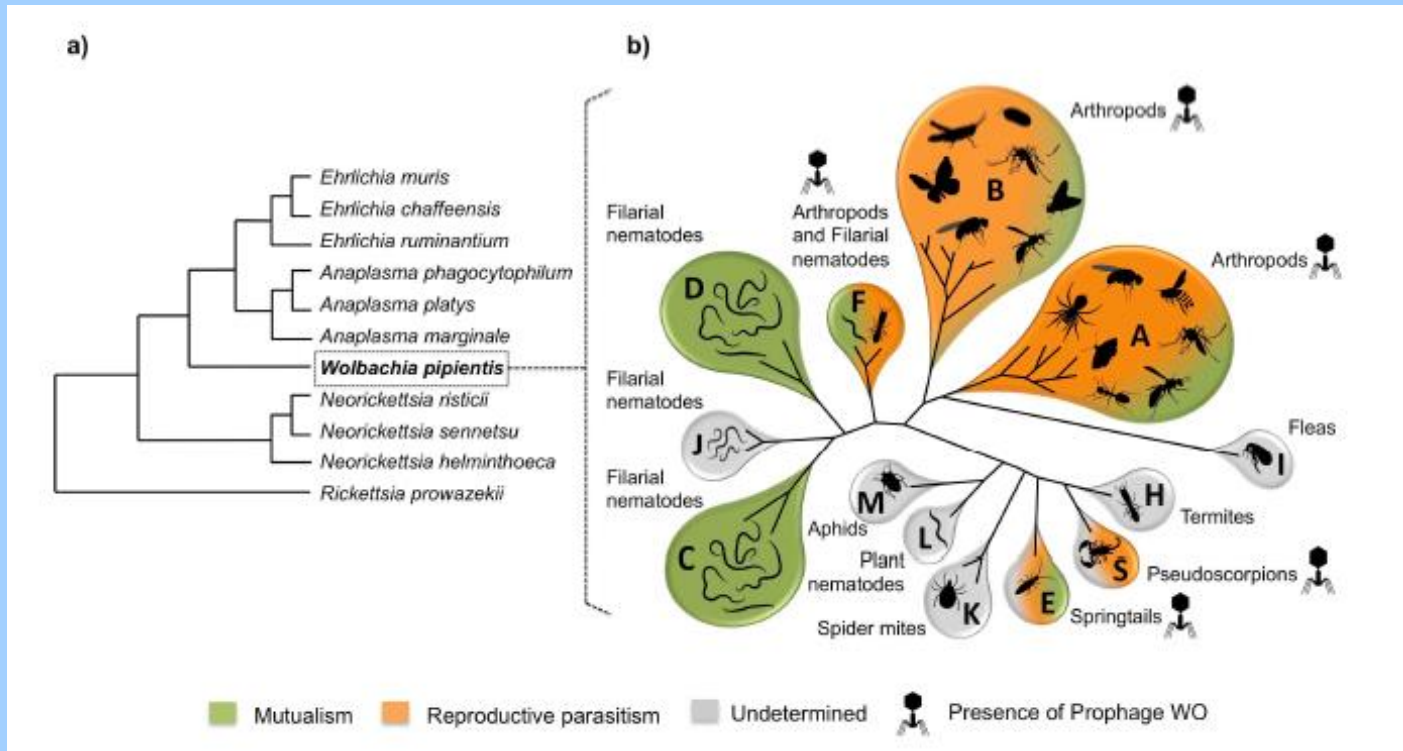 a)
Ehrlichia muris
Ehrlichia chaffeensis
Ehrlichia ruminantium
Anaplasma phagocytophilum
Anaplasma platys
Anaplasma marginale
Wolbachia pipientis
Neorickettsia risticii
Neorickettsia sennetsu
Neorickettsia helminthoeca
Rickettsia prowazekii
b)
Arthropods
B
Arthropods
and Filarial
nematodes
F
Filarial
nematodes
D
Arthropods
A
Filarial
nematodes
J
Fleas
I
Filarial
nematodes
C
Aphids
M
Plant
nematodes
L
Spider mites
K
Springtails
E
Pseudoscorpions
S
Termites
H
Mutualism
Reproductive parasitism
Undetermined
Presence of Prophage WO